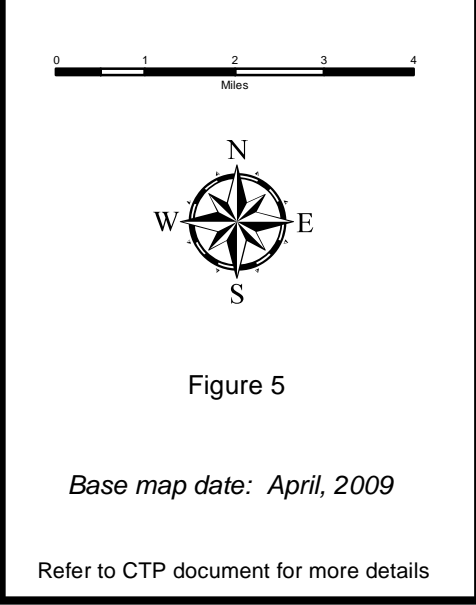 0 1 2 3 4
Miles
N
W E
S
Figure 5
Base map date: April, 2009
Refer to CTP document for more details